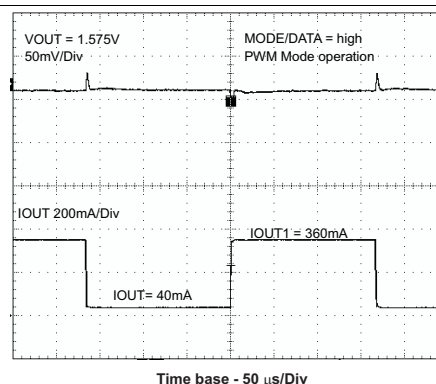 VOUT = 1.575V
50mV/Div
MODE/DATA = high
PWM Mode operation
IOUT 200mA/Div
IOUT1 = 360mA
IOUT= 40mA
Time base - 50 μs/Div